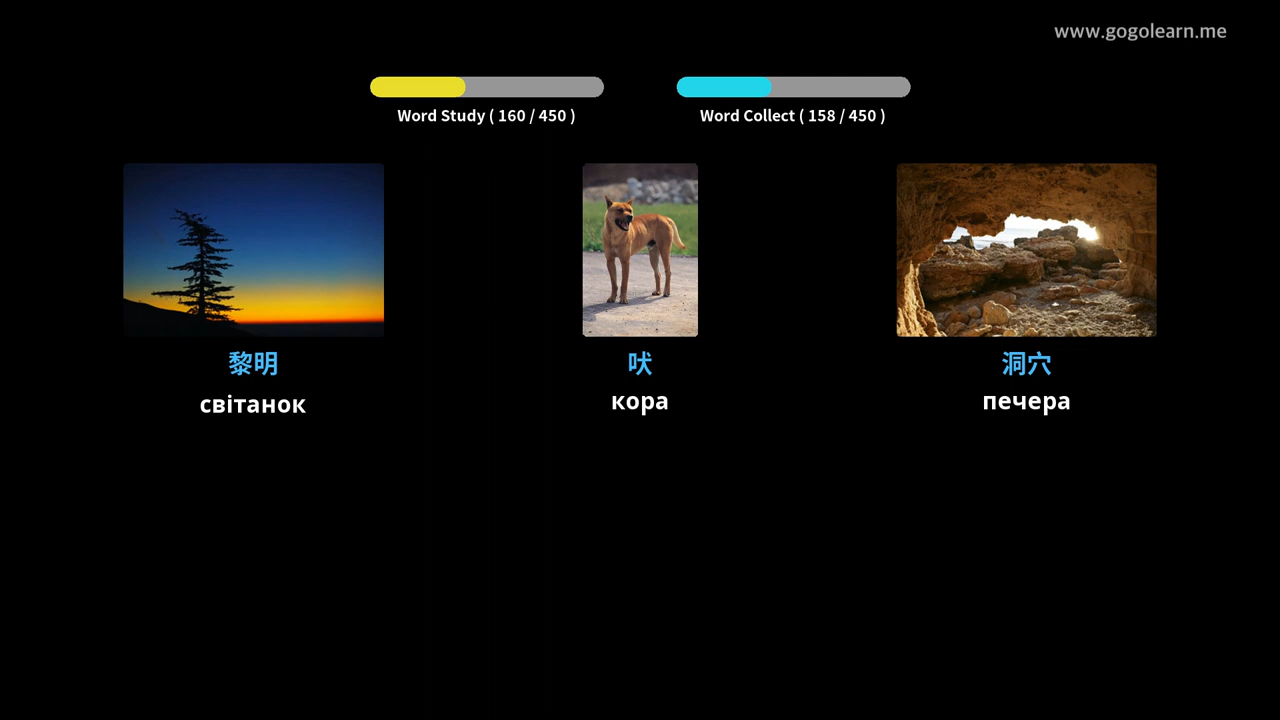 www.gogolearn.me
Word Study ( 160 / 450 )
Word Collect ( 158 / 450 )
黎明
吠
洞穴
світанок
кора
печера